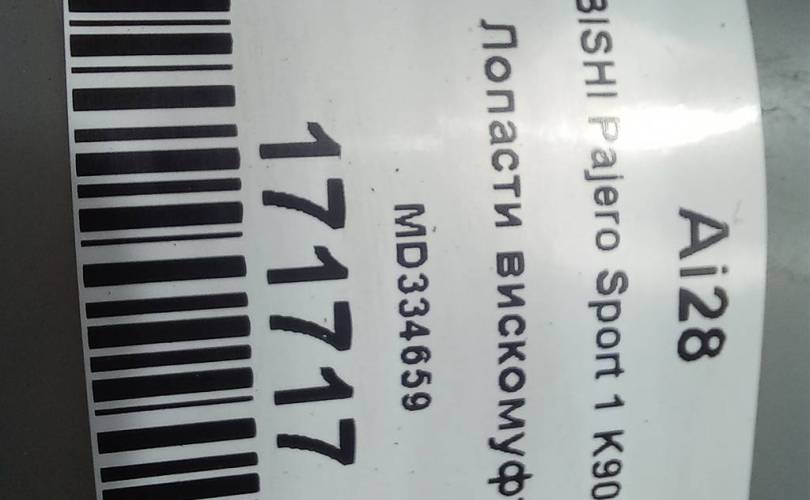 Ai28
BISHI Pajero Sport 1 K90
Лопасти вискомуф
MD334659
171717